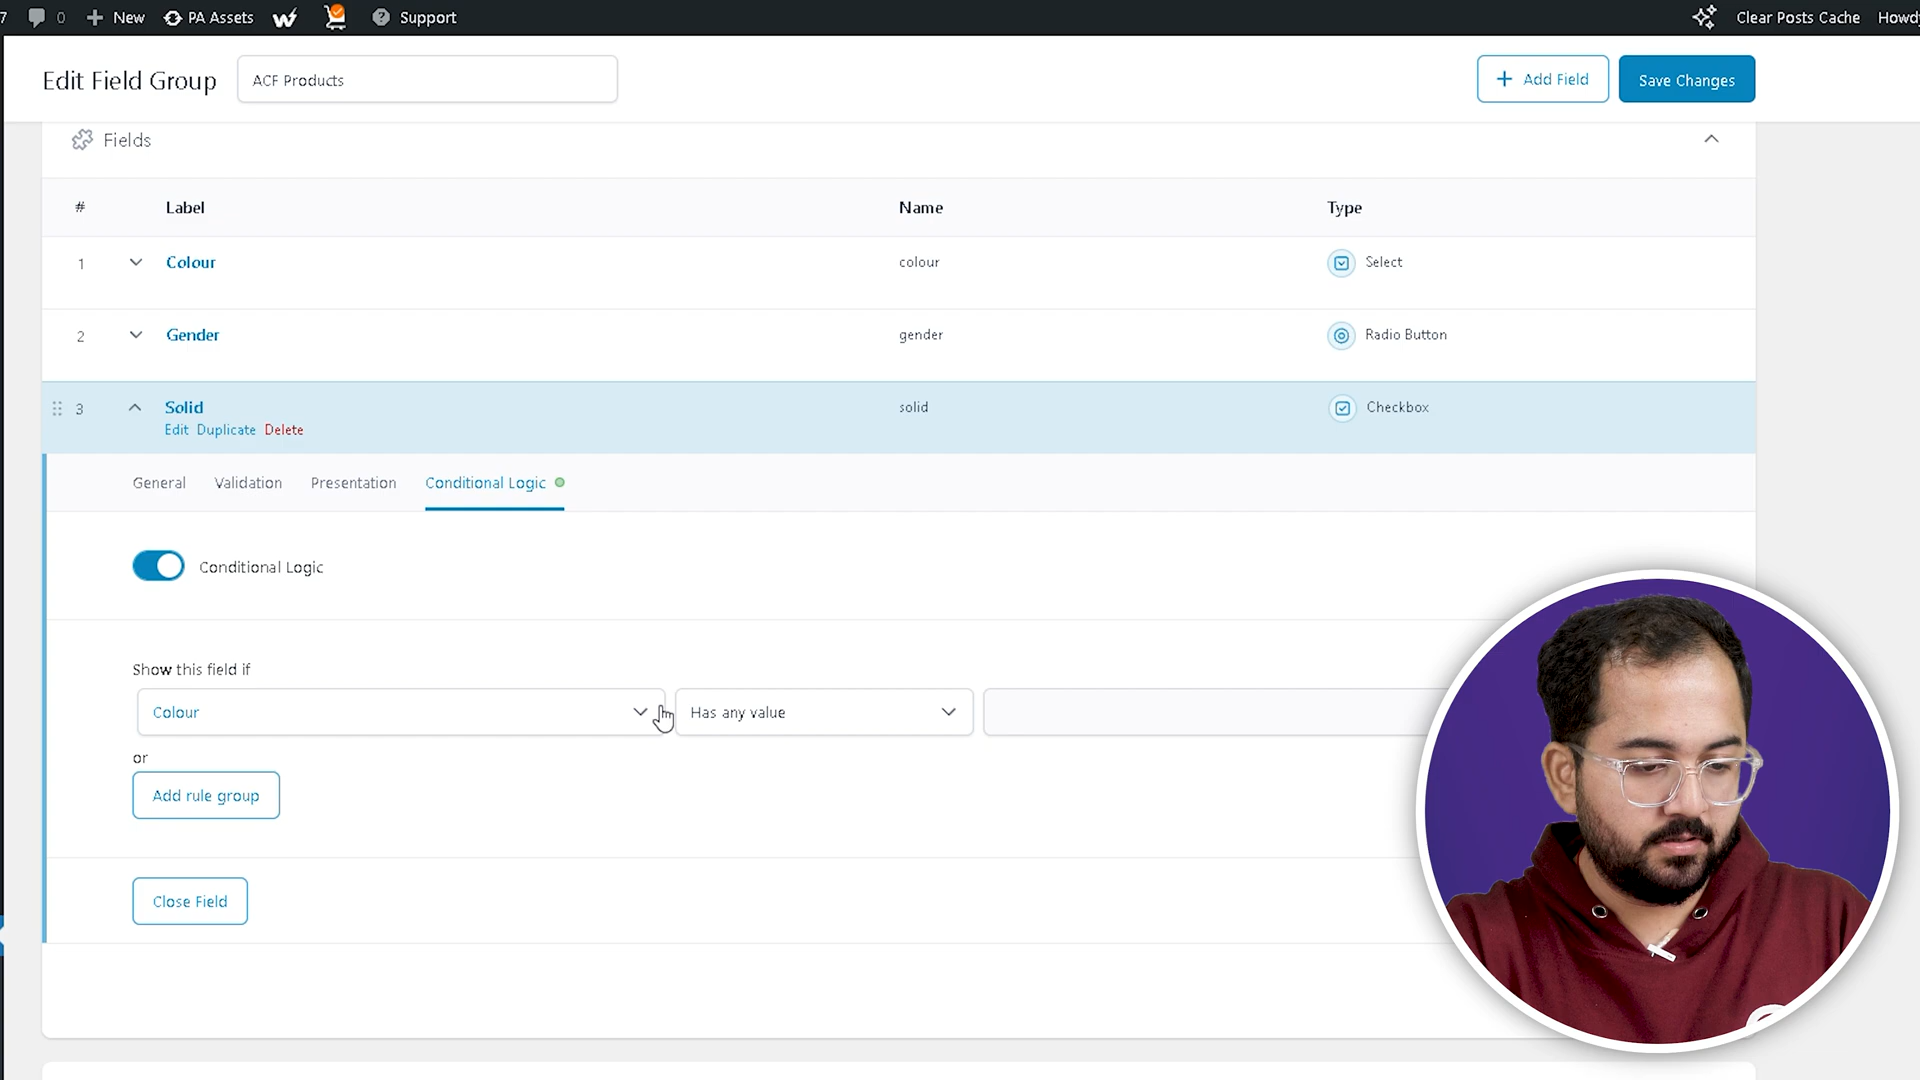 7 0 New PA Assets Support Clear Posts Cache
Edit Field Group ACF Products Add Field Save Changes
Fields
# Label Name Type
1 Colour colour Select
2 Gender gender Radio Button
3 Solid solid Checkbox
Edit Duplicate Delete
General Validation Presentation Conditional Logic
Conditional Logic
Show this field if
Colour Has any value
or
Add rule group
Close Field